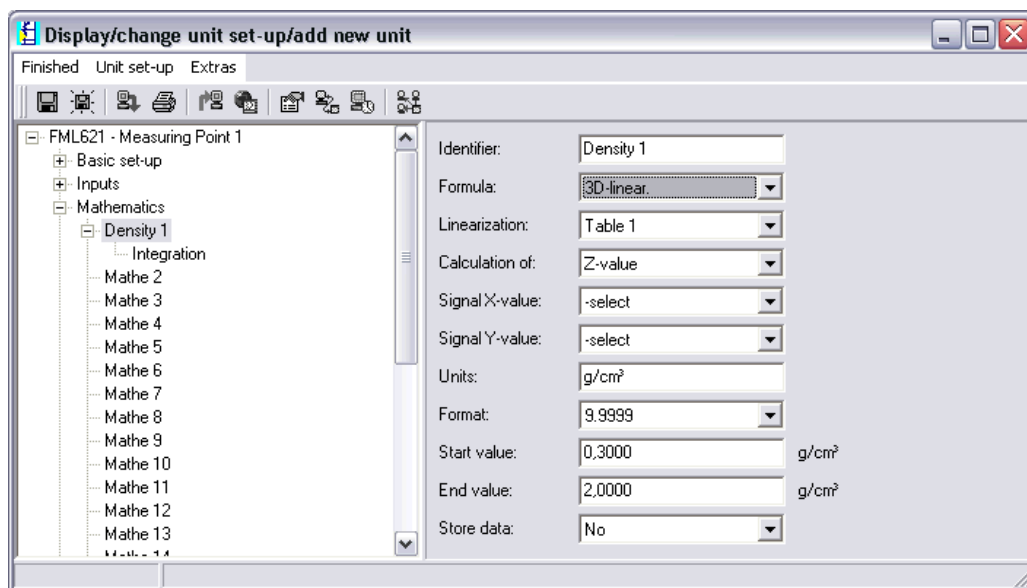 Display/change unit set-up/add new unit
Finished Unit set-up Extras
FML621 - Measuring Point 1
Basic set-up
Inputs
Mathematics
Density 1
Integration
Mathe 2
Mathe 3
Mathe 4
Mathe 5
Mathe 6
Mathe 7
Mathe 8
Mathe 9
Mathe 10
Mathe 11
Mathe 12
Mathe 13
Mathe 14
Identifier: Density 1
Formula: 3D-linear.
Linearization: Table 1
Calculation of: Z-value
Signal X-value: -select
Signal Y-value: -select
Units: g/cm³
Format: 9.9999
Start value: 0,3000 g/cm³
End value: 2,0000 g/cm³
Store data: No